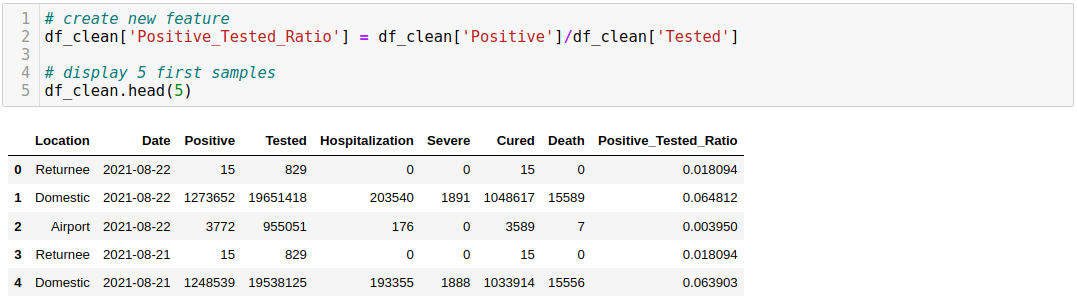 1 # create new feature
2 df_clean['Positive_Tested_Ratio'] = df_clean['Positive']/df_clean['Tested']
3
4 # display 5 first samples
5 df_clean.head(5)
Location Date Positive Tested Hospitalization Severe Cured Death Positive_Tested_Ratio
0 Returnee 2021-08-22 15 829 0 0 15 0 0.018094
1 Domestic 2021-08-22 1273652 19651418 203540 1891 1048617 15589 0.064812
2 Airport 2021-08-22 3772 955051 176 0 3589 7 0.003950
3 Returnee 2021-08-21 15 829 0 0 15 0 0.018094
4 Domestic 2021-08-21 1248539 19538125 193355 1888 1033914 15556 0.063903